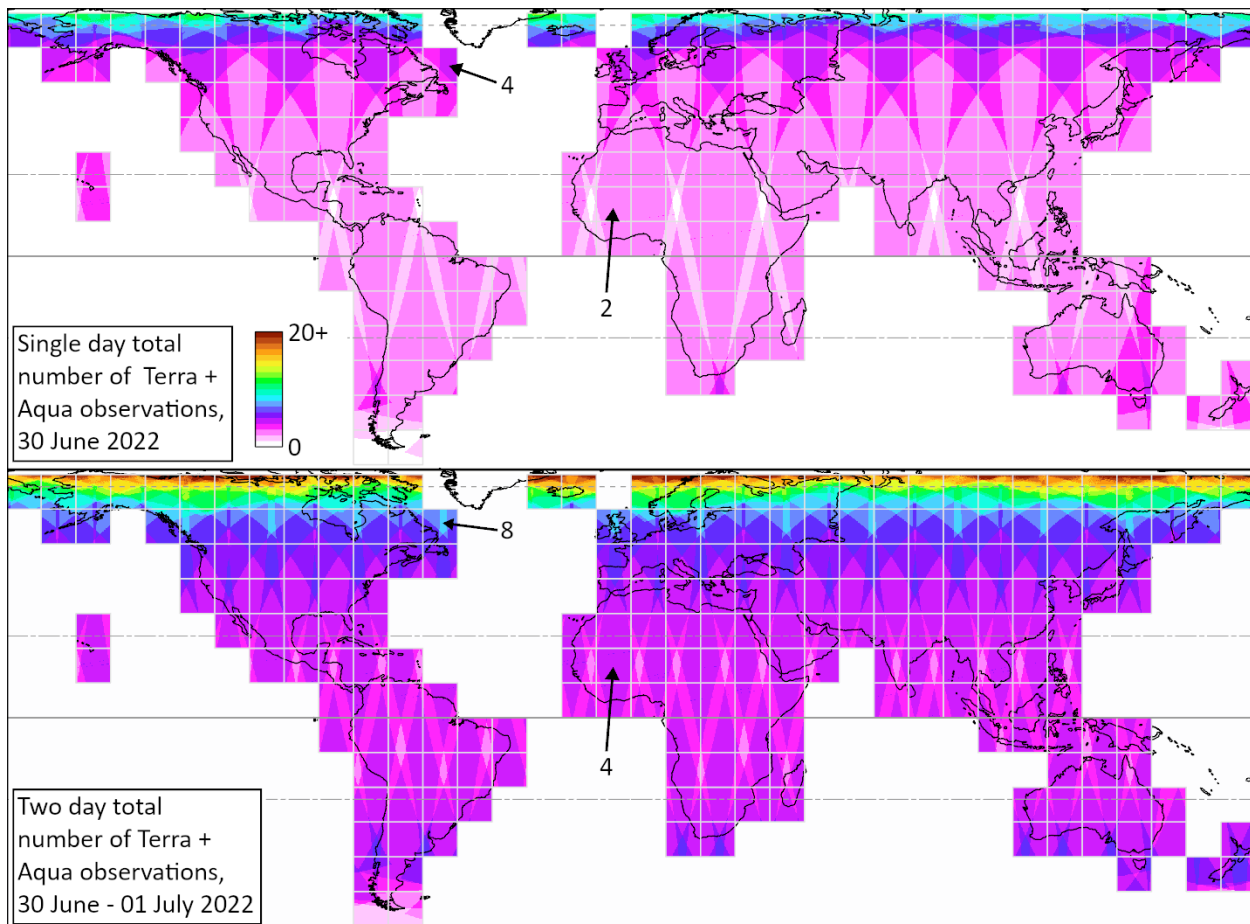 4
2
20+
0
Single day total
number of Terra +
Aqua observations,
30 June 2022
8
4
Two day total
number of Terra +
Aqua observations,
30 June - 01 July 2022